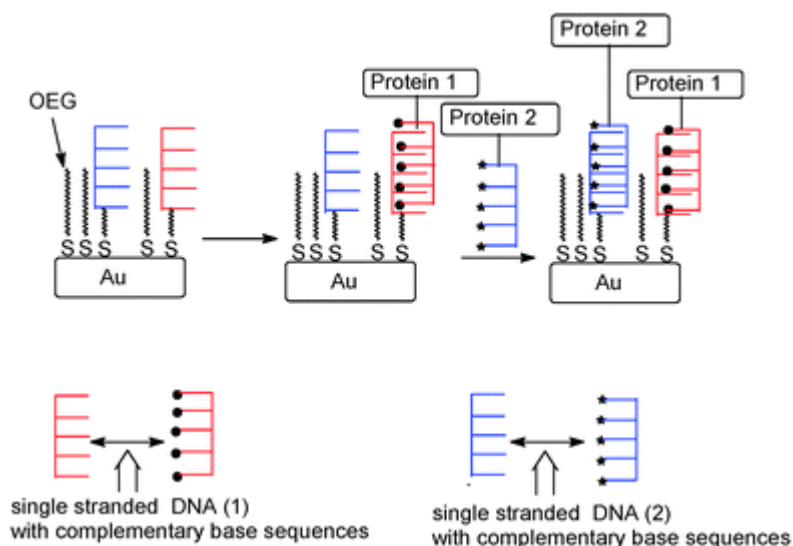 Protein 2
Protein 1
Protein 1
OEG
Protein 2
S S S S S
S S S S S
S S S S S
Au
Au
Au
single stranded DNA (1)
with complementary base sequences
single stranded DNA (2)
with complementary base sequences